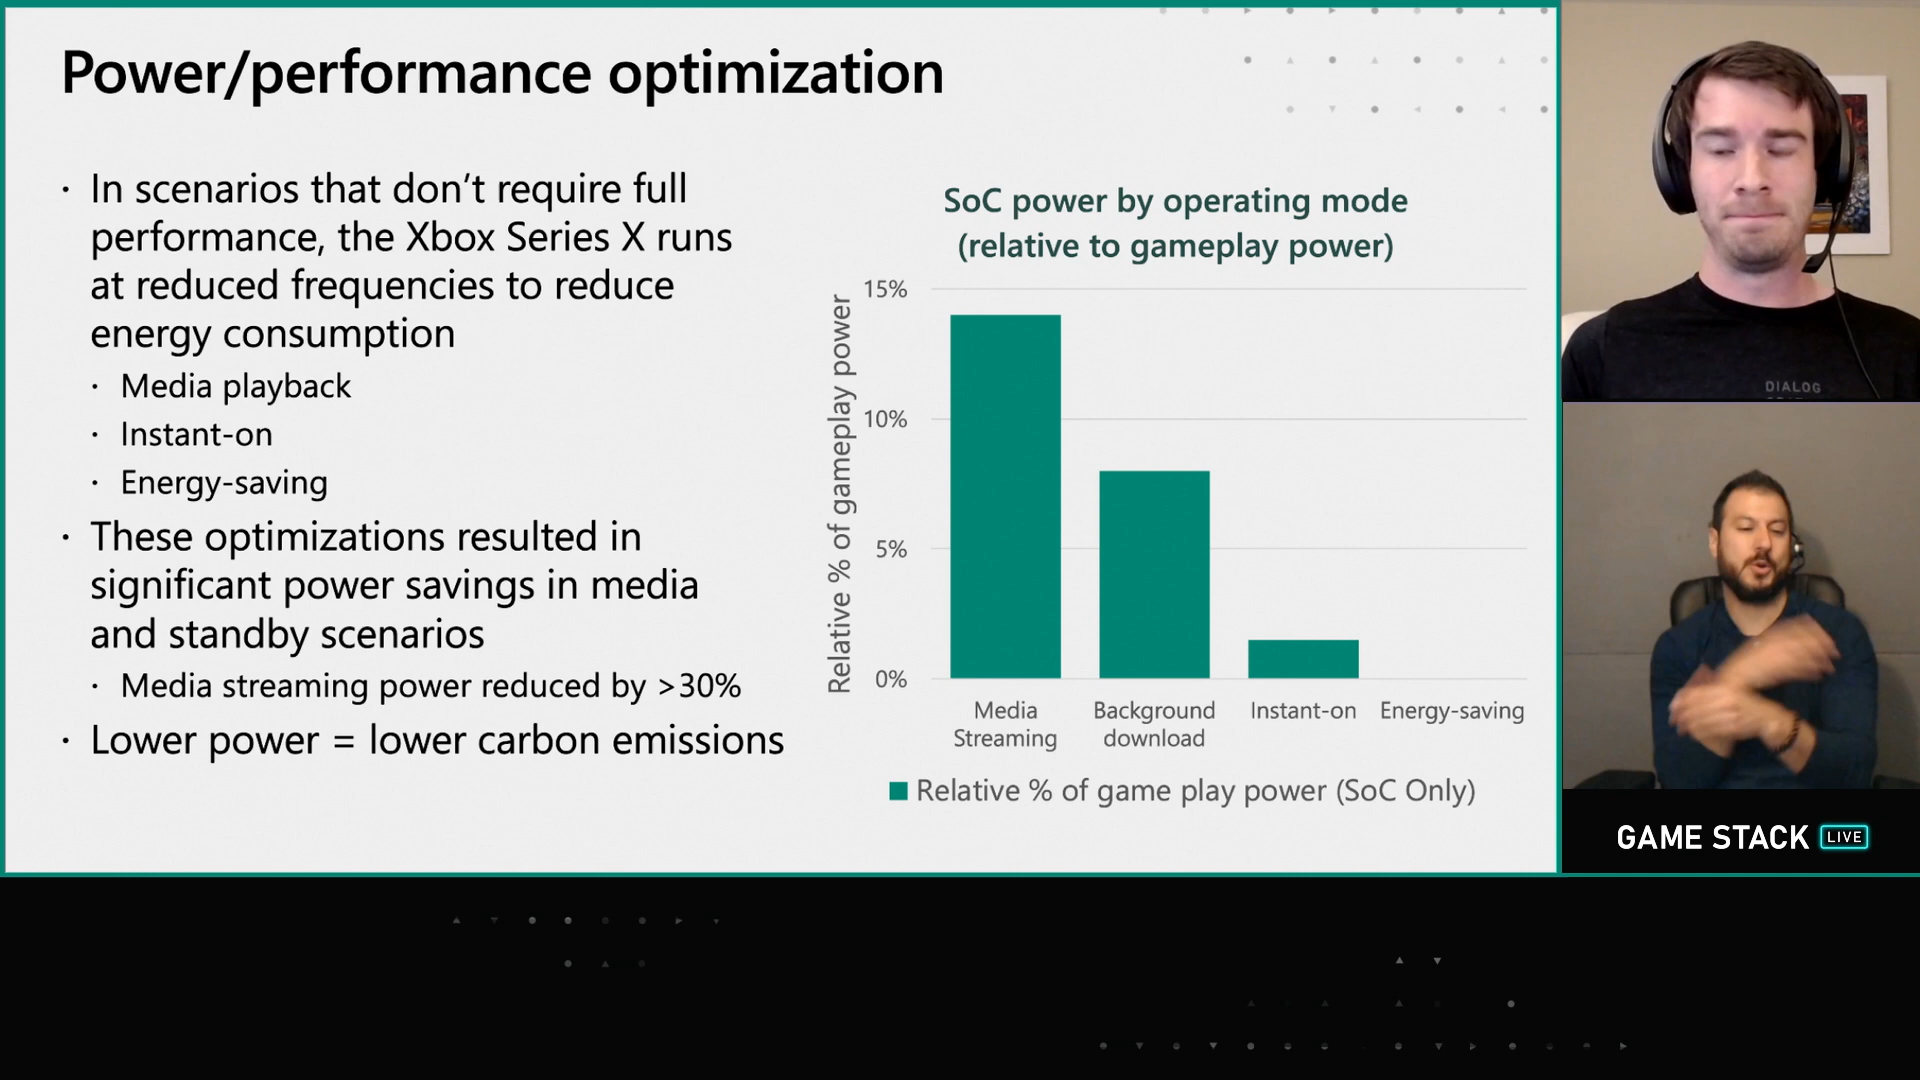 Power/performance optimization
· In scenarios that don’t require full
performance, the Xbox Series X runs
at reduced frequencies to reduce
energy consumption
· Media playback
· Instant-on
· Energy-saving
· These optimizations resulted in
significant power savings in media
and standby scenarios
· Media streaming power reduced by >30%
· Lower power = lower carbon emissions
SoC power by operating mode
(relative to gameplay power)
Relative % of gameplay power
15%
10%
5%
0%
Media
Streaming
Background
download
Instant-on
Energy-saving
Relative % of game play power (SoC Only)
DIALOG
GAME STACK LIVE